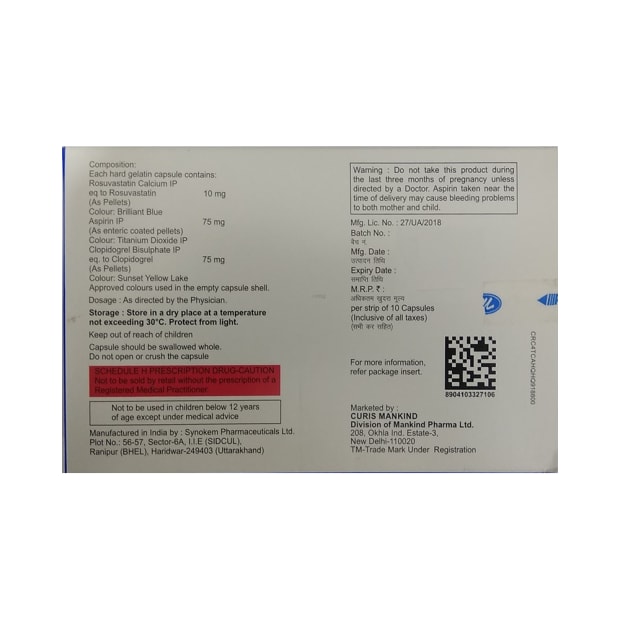 Composition:
Each hard gelatin capsule contains:
Rosuvastatin Calcium IP
eq to Rosuvastatin 10 mg
(As Pellets)
Colour: Brilliant Blue
Aspirin IP 75 mg
(As enteric coated pellets)
Colour: Titanium Dioxide IP
Clopidogrel Bisulphate IP
eq. to Clopidogrel 75 mg
(As Pellets)
Colour: Sunset Yellow Lake
Approved colours used in the empty capsule shell.
Dosage : As directed by the Physician.
Storage : Store in a dry place at a temperature
not exceeding 30°C. Protect from light.
Keep out of reach of children
Capsule should be swallowed whole.
Do not open or crush the capsule
SCHEDULE H PRESCRIPTION DRUG-CAUTION
Not to be sold by retail without the prescription of a
Registered Medical Practitioner.
Not to be used in children below 12 years
of age except under medical advice
Manufactured in India by : Synokem Pharmaceuticals Ltd.
Plot No.: 56-57, Sector-6A, I.I.E (SIDCUL),
Ranipur (BHEL), Haridwar-249403 (Uttarakhand)
Warning : Do not take this product during
the last three months of pregnancy unless
directed by a Doctor. Aspirin taken near the
time of delivery may cause bleeding problems
to both mother and child.
Mfg. Lic. No. : 27/UA/2018
Batch No. :
बैच नं.
Mfg. Date :
उत्पादन तिथि
Expiry Date :
समाप्ति तिथि
M.R.P. ₹ :
अधिकतम खुदरा मूल्य
per strip of 10 Capsules
(Inclusive of all taxes)
(सभी कर सहित)
For more information,
refer package insert.
8904103327106
Marketed by :
CURIS MANKIND
Division of Mankind Pharma Ltd.
208, Okhla Ind. Estate-3,
New Delhi-110020
TM-Trade Mark Under Registration